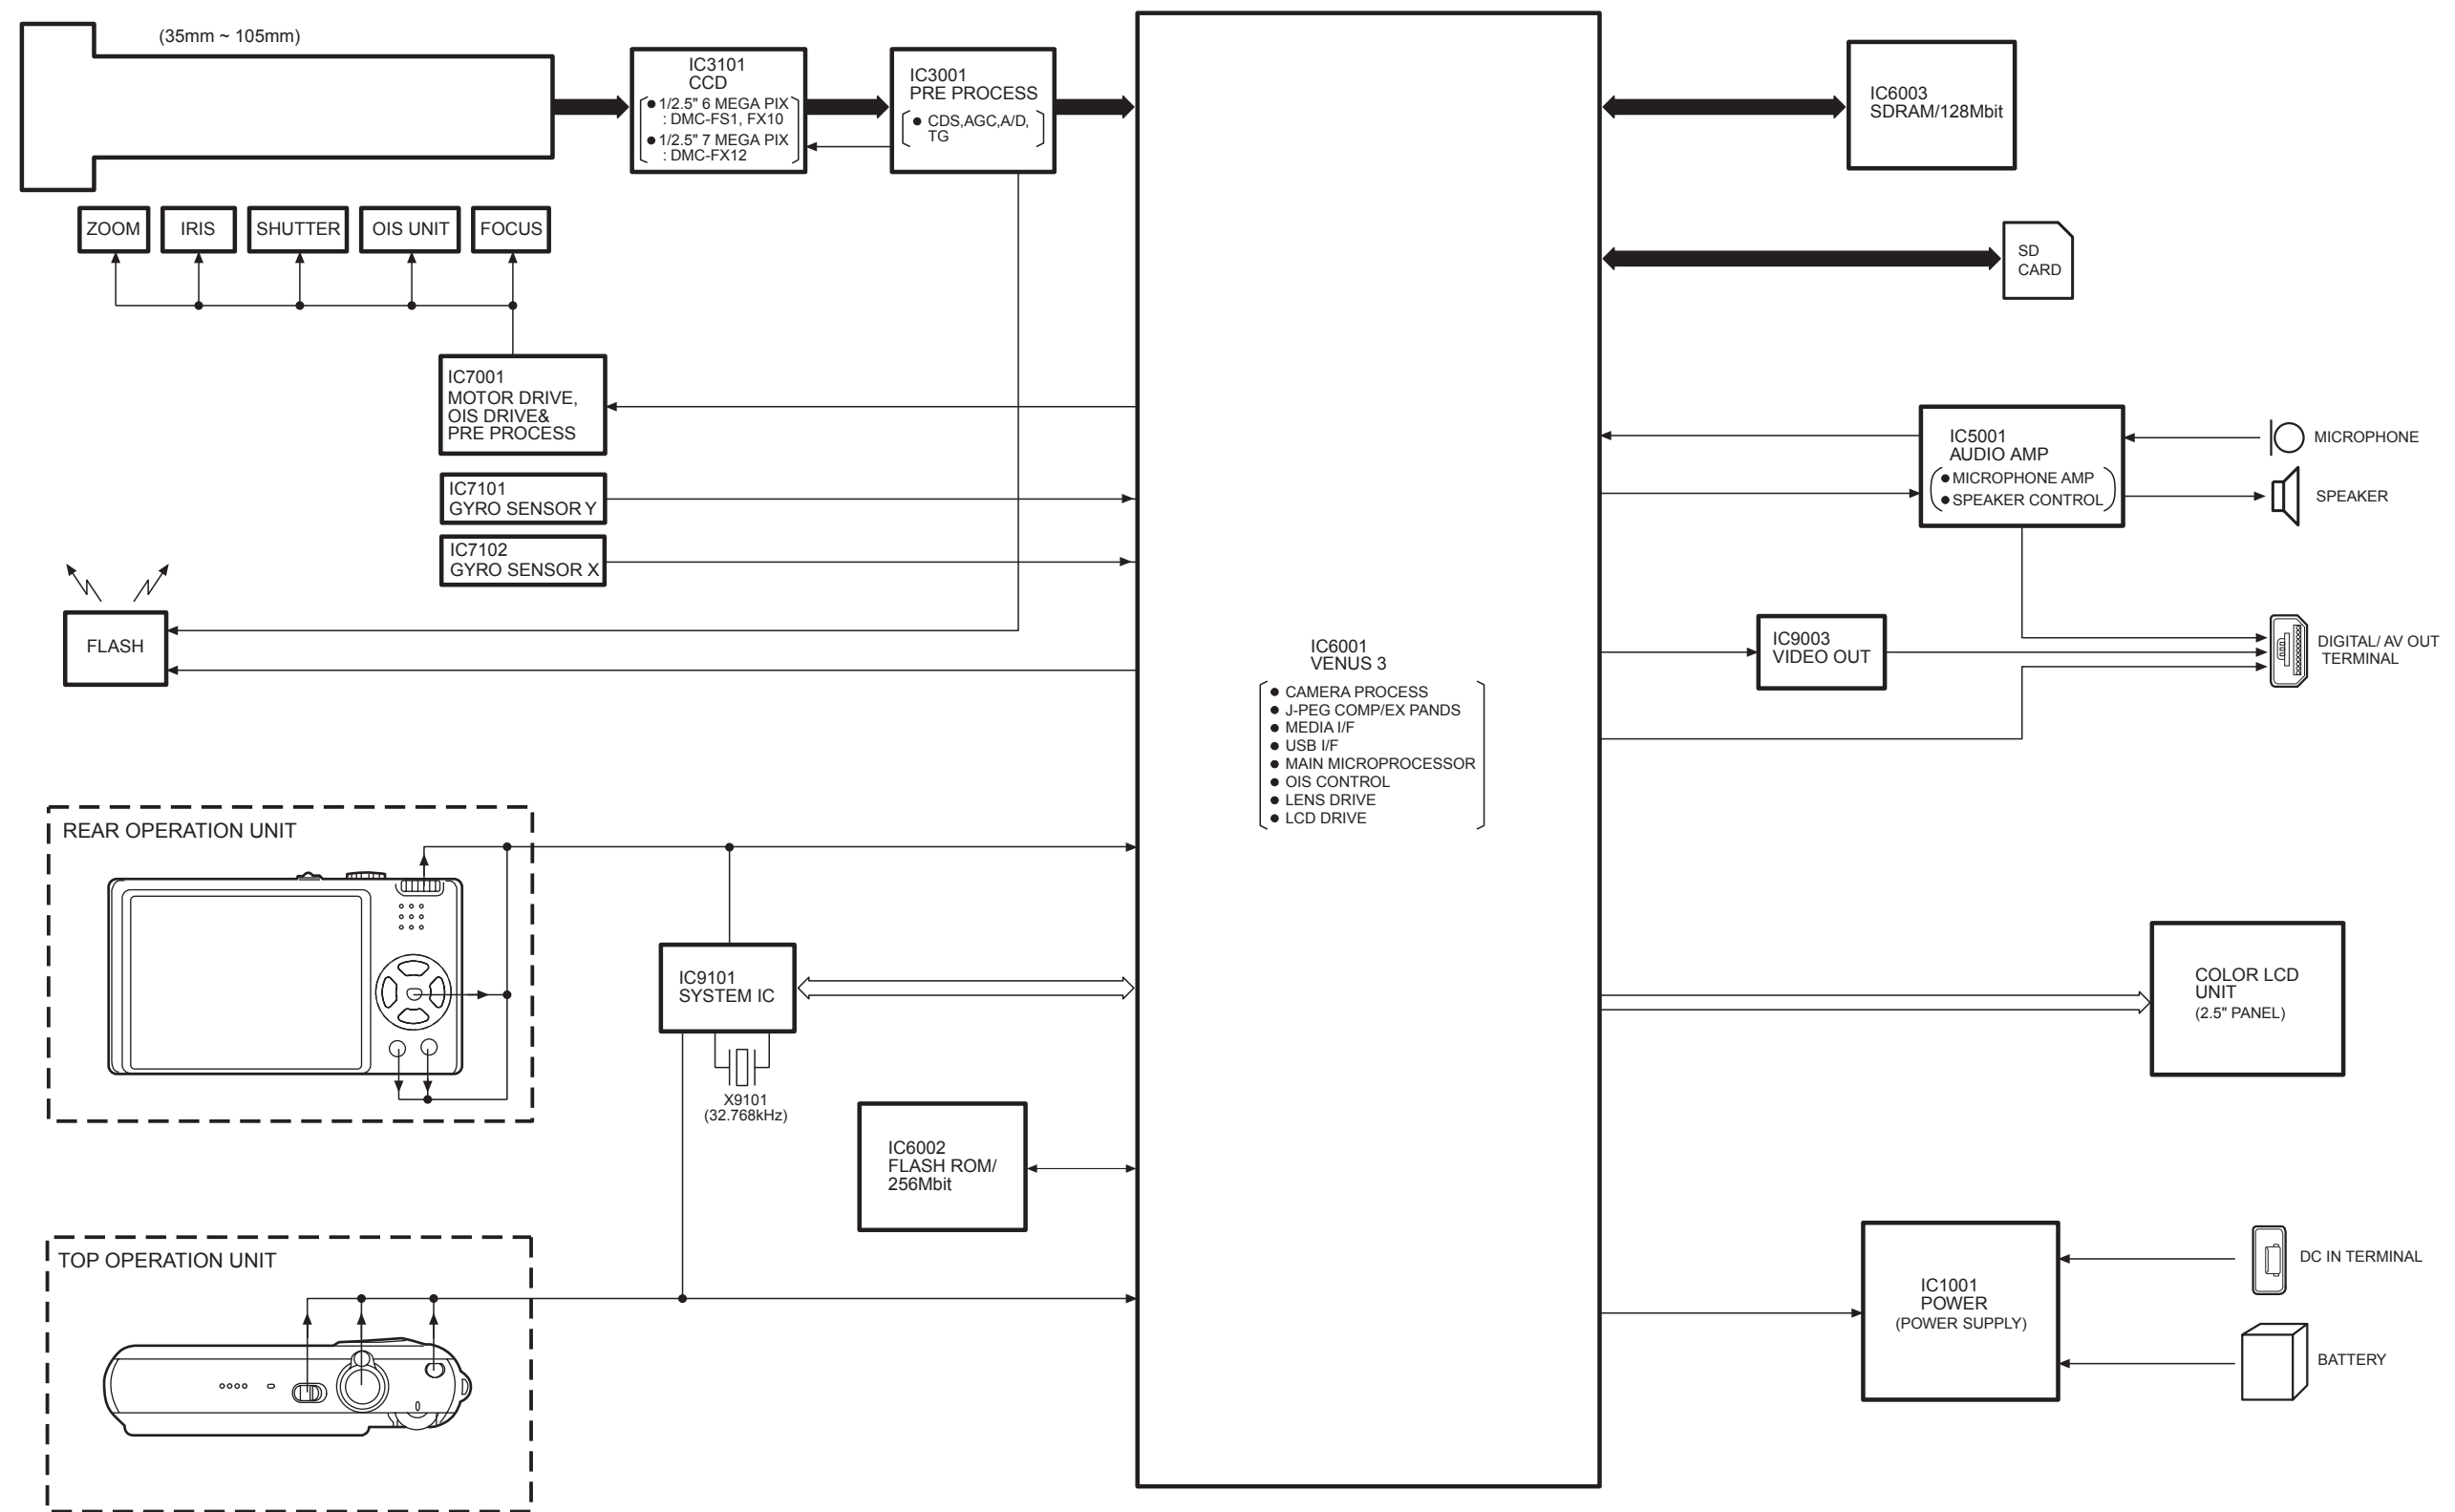 (35mm ~ 105mm)
IC3101
CCD
● 1/2.5" 6 MEGA PIX
: DMC-FS1, FX10
● 1/2.5" 7 MEGA PIX
: DMC-FX12
IC3001
PRE PROCESS
● CDS,AGC,A/D,
TG
IC6003
SDRAM/128Mbit
ZOOM
IRIS
SHUTTER
OIS UNIT
FOCUS
SD
CARD
IC7001
MOTOR DRIVE,
OIS DRIVE&
PRE PROCESS
IC5001
AUDIO AMP
● MICROPHONE AMP
● SPEAKER CONTROL
MICROPHONE
SPEAKER
IC7101
GYRO SENSOR Y
IC7102
GYRO SENSOR X
FLASH
IC6001
VENUS 3
● CAMERA PROCESS
● J-PEG COMP/EX PANDS
● MEDIA I/F
● USB I/F
● MAIN MICROPROCESSOR
● OIS CONTROL
● LENS DRIVE
● LCD DRIVE
IC9003
VIDEO OUT
DIGITAL/ AV OUT
TERMINAL
REAR OPERATION UNIT
IC9101
SYSTEM IC
X9101
(32.768kHz)
COLOR LCD
UNIT
(2.5" PANEL)
IC6002
FLASH ROM/
256Mbit
TOP OPERATION UNIT
IC1001
POWER
(POWER SUPPLY)
DC IN TERMINAL
BATTERY